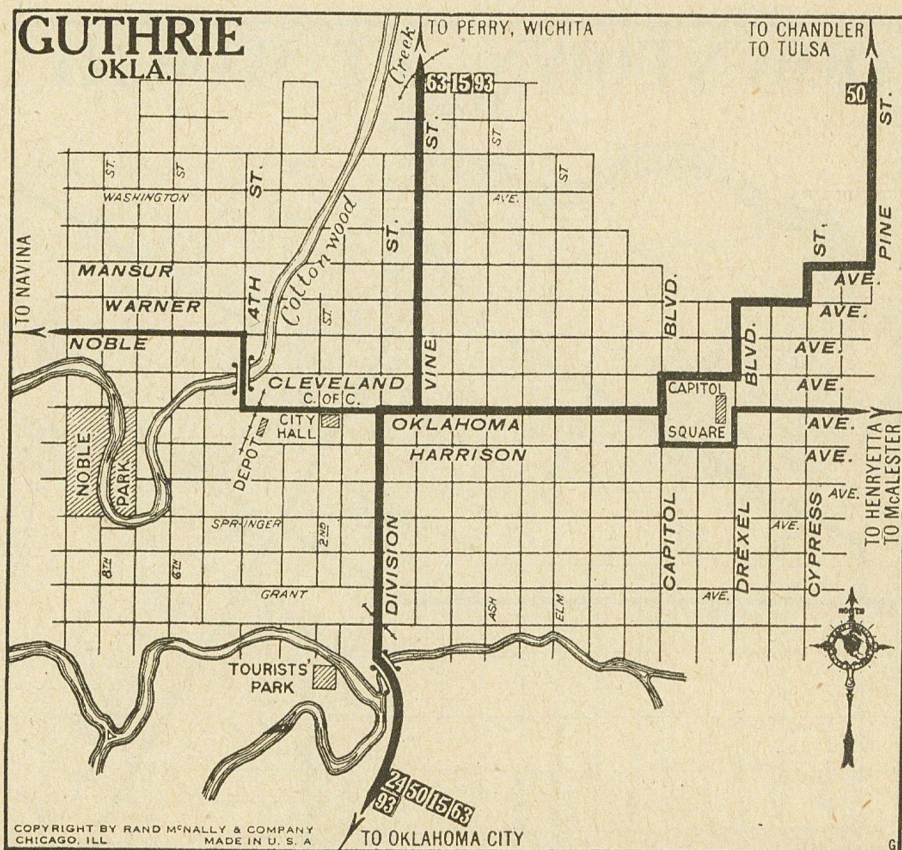 GUTHRIE
OKLA.
TO PERRY, WICHITA
TO CHANDLER
TO TULSA
Creek
63 15 93
50
ST.
ST.
ST
ST.
ST.
ST
ST
ST.
WASHINGTON
AVE.
Cottonwood
TO NAVINA
MANSUR
ST.
PINE
AVE.
WARNER
4TH
ST.
BLVD.
AVE.
NOBLE
VINE
BLVD.
AVE.
CLEVELAND
CAPITOL
AVE.
C. OF C.
CITY
HALL
OKLAHOMA
SQUARE
AVE.
DEPOT
HARRISON
AVE.
NOBLE
PARK
TO HENRYETTA
TO McALESTER
AVE.
SPRINGER
2ND
AVE.
8TH
6TH
DIVISION
CAPITOL
DREXEL
CYPRESS
GRANT
ASH
ELM
AVE.
NORTH
TOURISTS'
PARK
24 50 15 63
93
TO OKLAHOMA CITY
COPYRIGHT BY RAND McNALLY & COMPANY
CHICAGO, ILL. MADE IN U. S. A
G